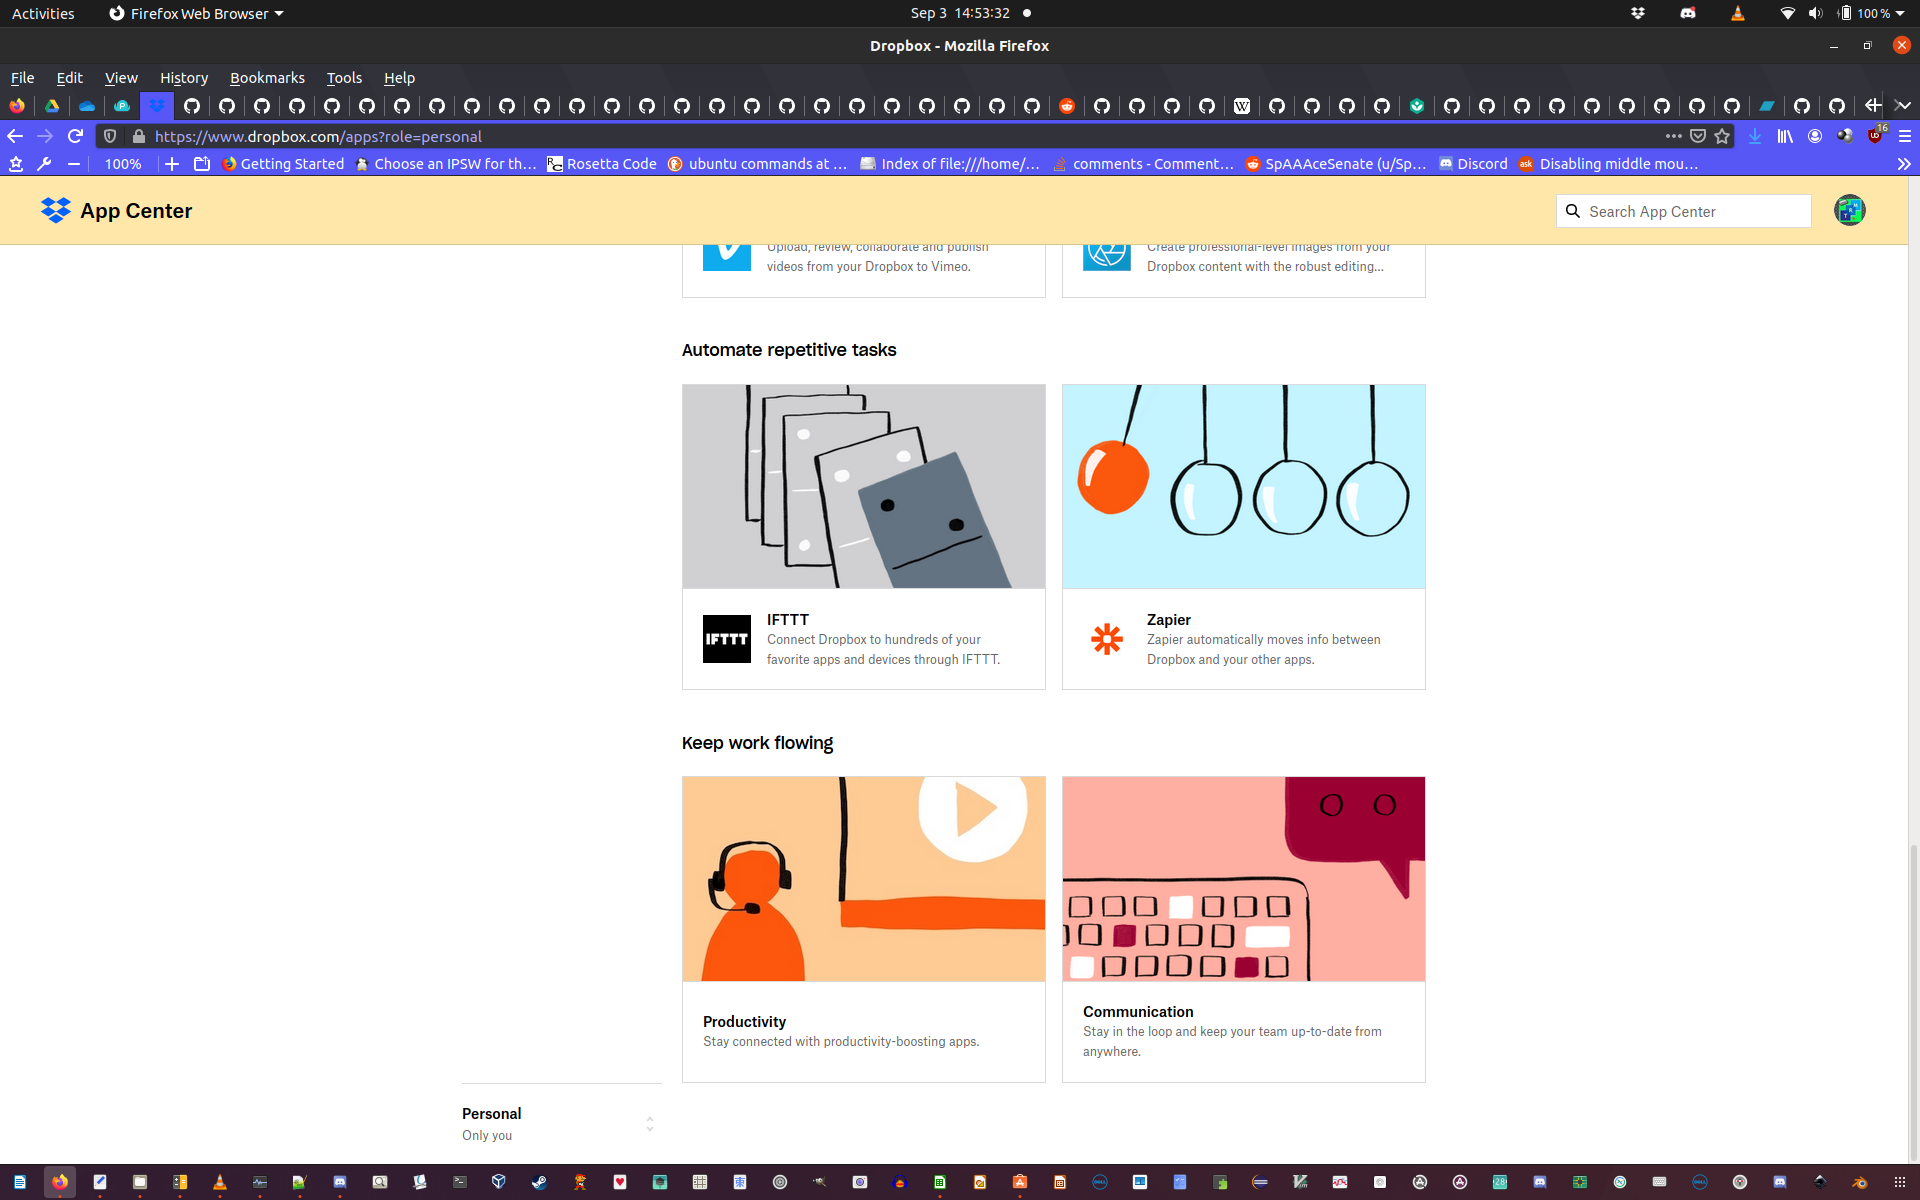 Activities
Firefox Web Browser
Sep 3 14:53:32
100 %
Dropbox - Mozilla Firefox
File Edit View History Bookmarks Tools Help
https://www.dropbox.com/apps?role=personal
16
100%
Getting Started
Choose an IPSW for th…
Rosetta Code
ubuntu commands at …
Index of file:///home/…
comments - Comment…
SpAAAceSenate (u/Sp…
Discord
Disabling middle mou…
App Center
Search App Center
Upload, review, collaborate and publish
videos from your Dropbox to Vimeo.
Create professional-level images from your
Dropbox content with the robust editing...
Automate repetitive tasks
IFTTT
IFTTT
Connect Dropbox to hundreds of your
favorite apps and devices through IFTTT.
Zapier
Zapier automatically moves info between
Dropbox and your other apps.
Keep work flowing
Productivity
Stay connected with productivity-boosting apps.
Communication
Stay in the loop and keep your team up-to-date from
anywhere.
Personal
Only you